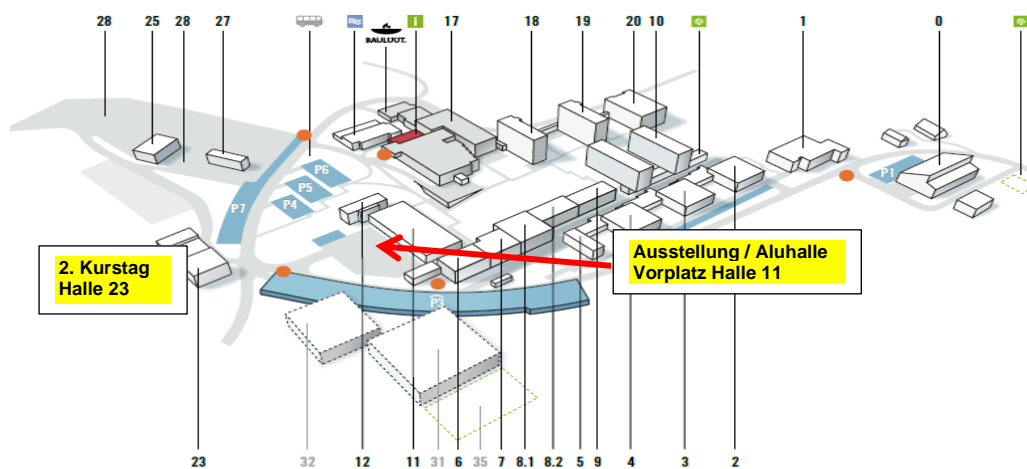 28 25 28 27 17 18 19 20 10 1 0
BAULÜÜT.
i
P6
P5
P4
P7
P1
2. Kurstag
Halle 23
Ausstellung / Aluhalle
Vorplatz Halle 11
P3
23 32 12 11 31 6 35 7 8.1 8.2 5 9 4 3 2